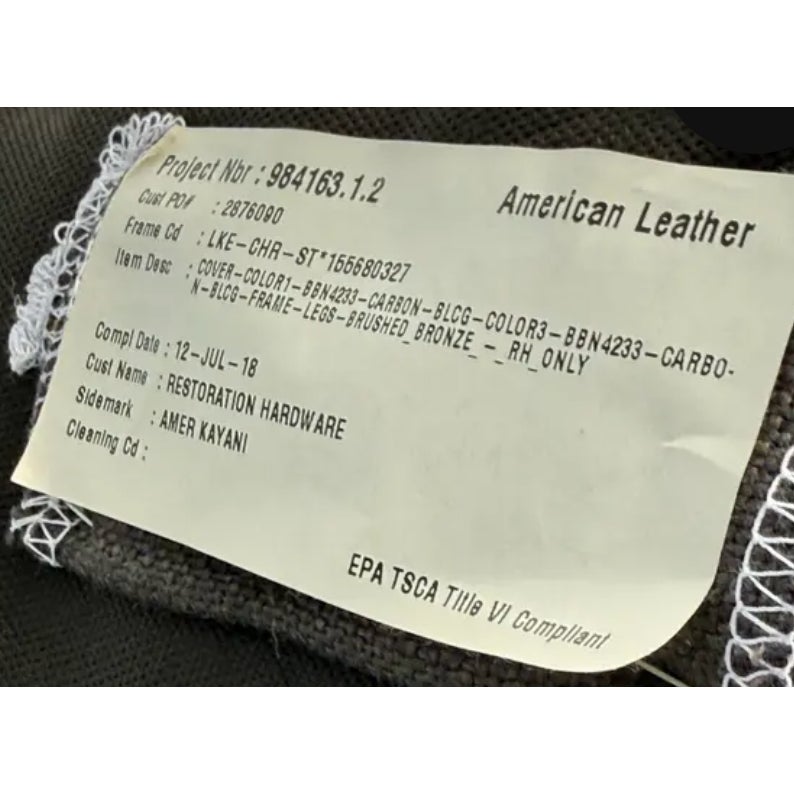 Project Nbr : 984163.1.2
American Leather
Cust PO# : 2876090
Frame Cd : LKE-CHR-ST*155680327
Item Desc : COVER-COLOR1-BBN4233-CARBON-BLCG-COLOR3-BBN4233-CARBO-
N-BLCG-FRAME-LEGS-BRUSHED_BRONZE_-_RH_ONLY
Compl Date : 12-JUL-18
Cust Name : RESTORATION HARDWARE
Sidemark : AMER KAYANI
Cleaning Cd :
EPA TSCA Title VI Compliant